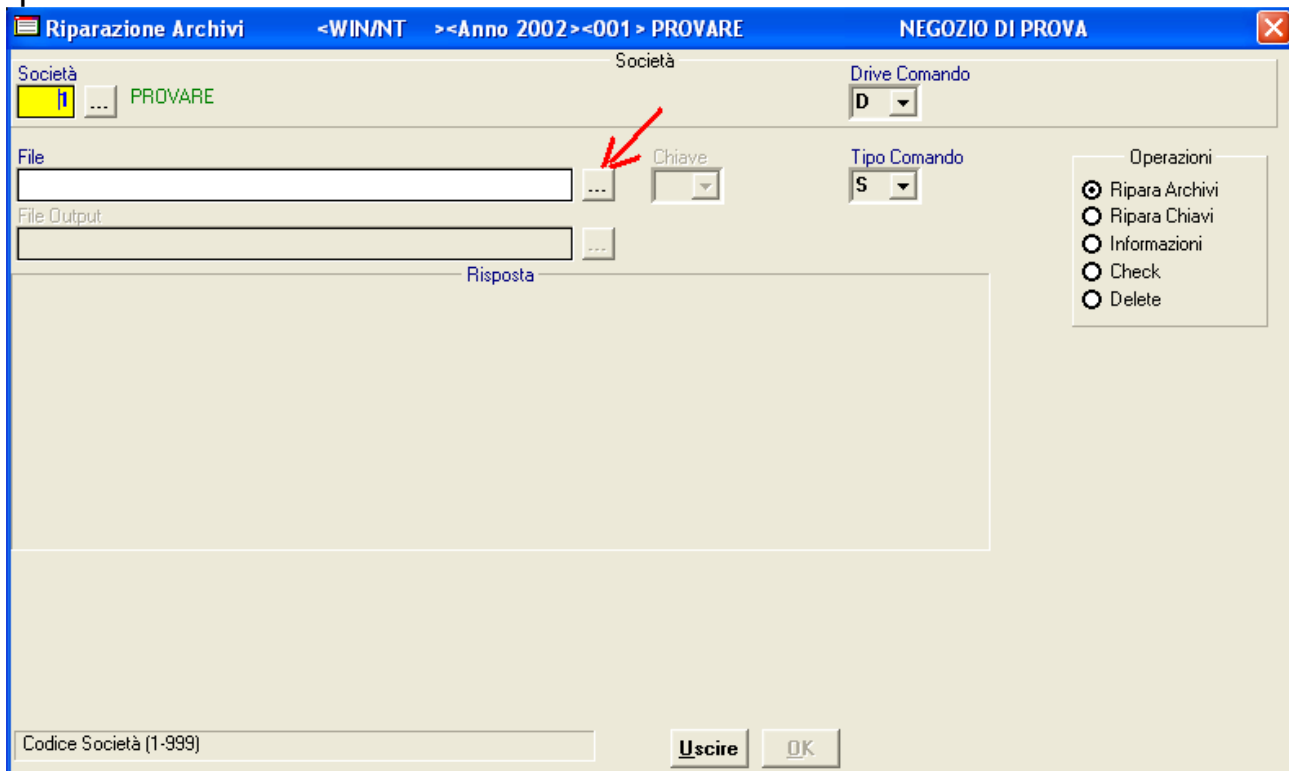 Riparazione Archivi <WIN/NT ><Anno 2002><001> PROVARE NEGOZIO DI PROVA
Società
Società Drive Comando
1 ... PROVARE D
File Chiave Tipo Comando Operazioni
... S Ripara Archivi
File Output Ripara Chiavi
... Informazioni
Risposta Check
Delete
Codice Società (1-999) Uscire OK